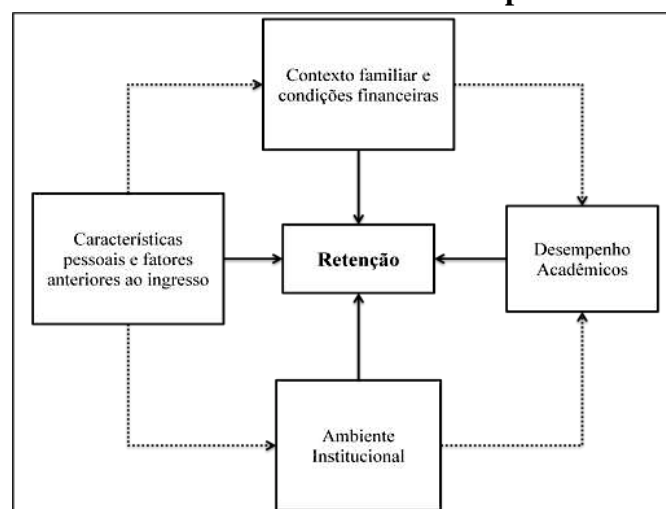 Contexto familiar e
condições financeiras
Características
pessoais e fatores
anteriores ao ingresso
Retenção
Desempenho
Acadêmicos
Ambiente
Institucional